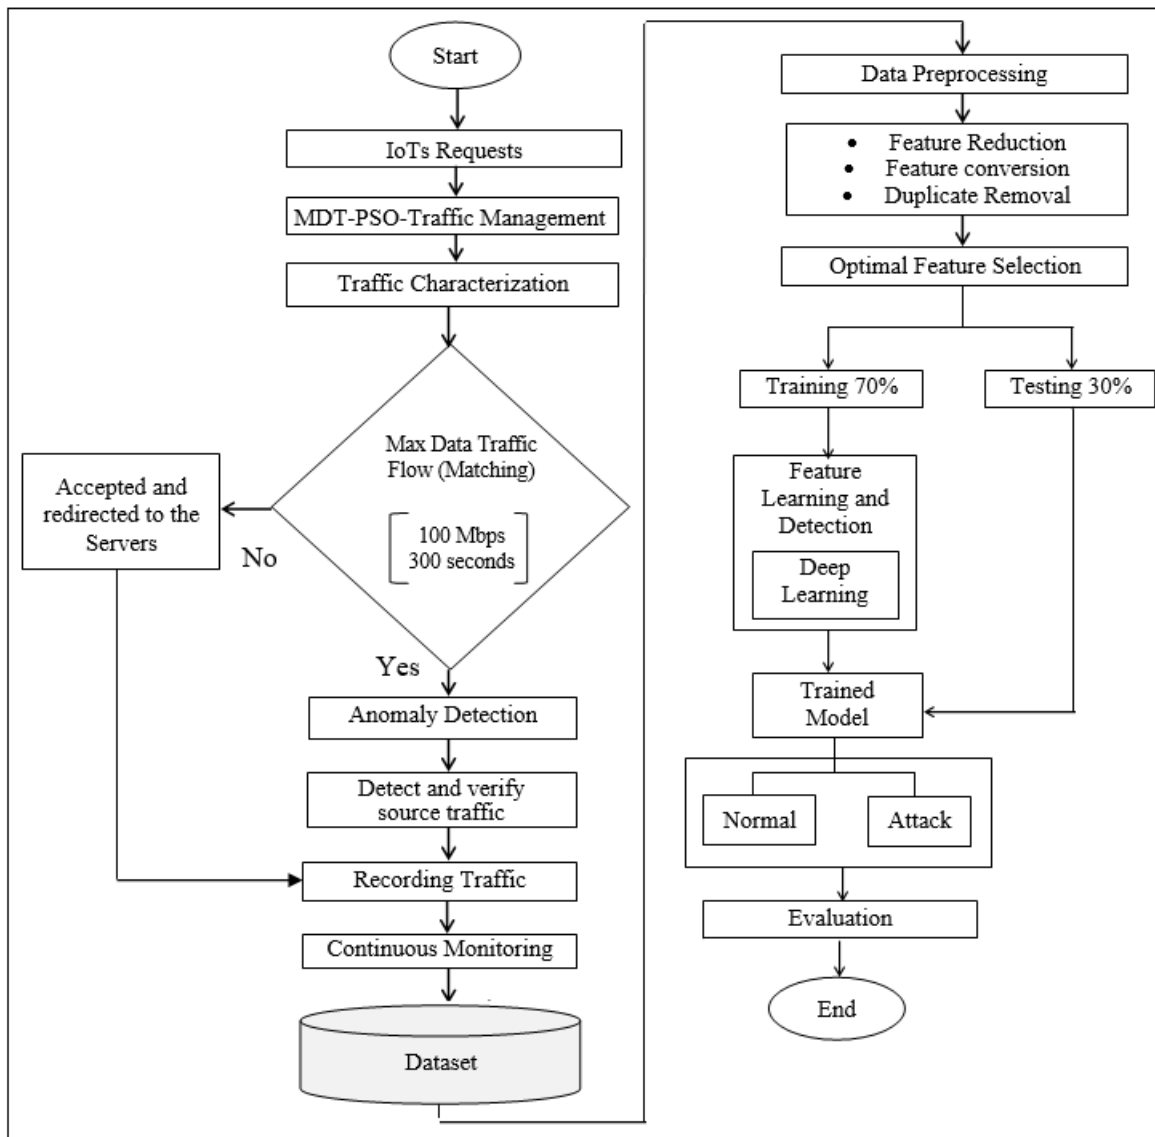 Start
IoTs Requests
MDT-PSO-Traffic Management
Traffic Characterization
Max Data Traffic
Flow (Matching)
100 Mbps
300 seconds
No
Accepted and
redirected to the
Servers
Yes
Anomaly Detection
Detect and verify
source traffic
Recording Traffic
Continuous Monitoring
Dataset
Data Preprocessing
• Feature Reduction
• Feature conversion
• Duplicate Removal
Optimal Feature Selection
Training 70%
Testing 30%
Feature
Learning and
Detection
Deep
Learning
Trained
Model
Normal
Attack
Evaluation
End